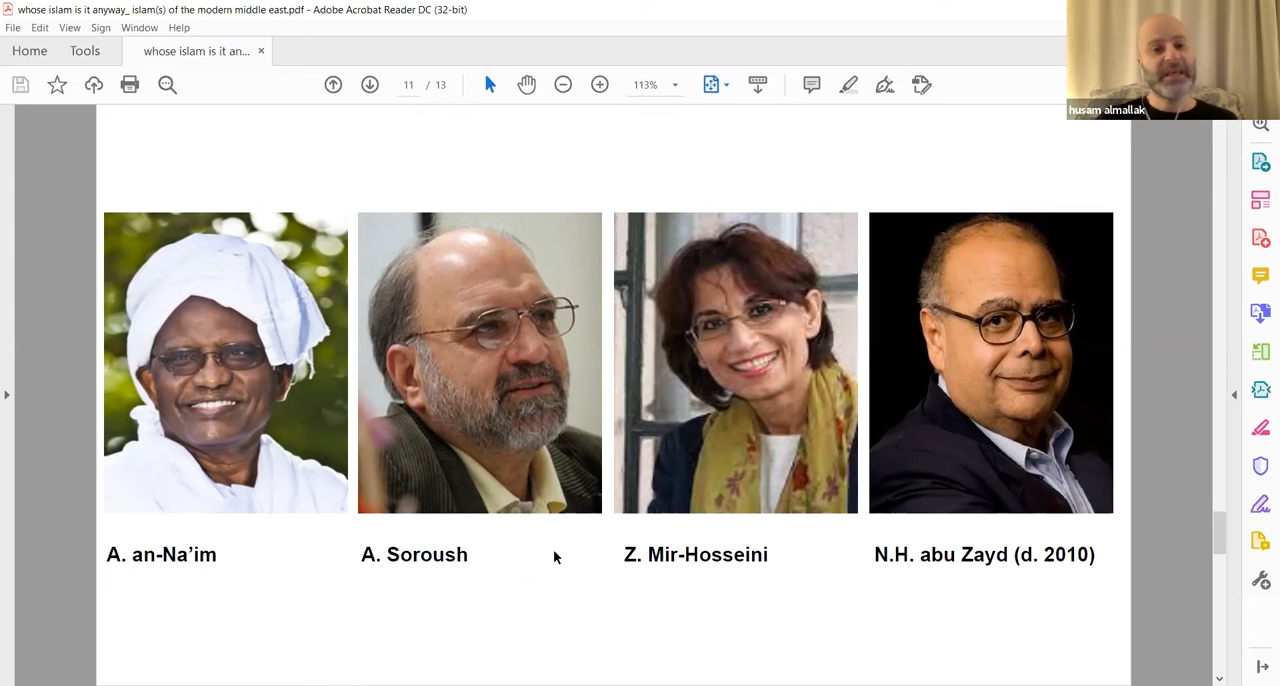 whose islam is it anyway_ islam(s) of the modern middle east.pdf - Adobe Acrobat Reader DC (32-bit)
File Edit View Sign Window Help
Home Tools whose islam is it an... ×
11 / 13 113%
husam almallak
A. an-Na’im A. Soroush Z. Mir-Hosseini N.H. abu Zayd (d. 2010)